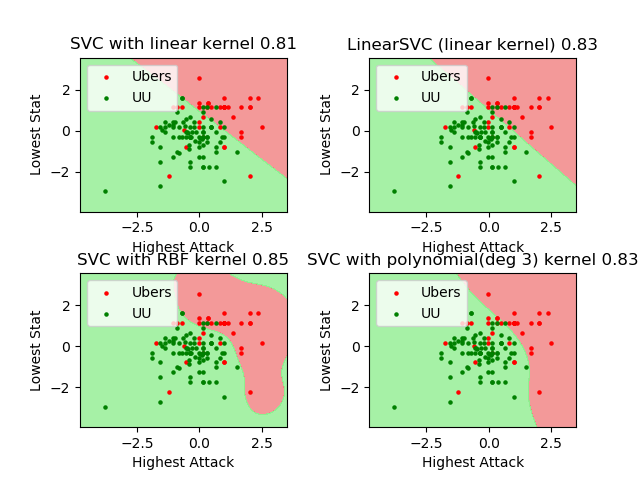 SVC with linear kernel 0.81
Lowest Stat
2
0
−2
Ubers
UU
−2.5 0.0 2.5
Highest Attack
LinearSVC (linear kernel) 0.83
Lowest Stat
2
0
−2
Ubers
UU
−2.5 0.0 2.5
Highest Attack
SVC with RBF kernel 0.85
Lowest Stat
2
0
−2
Ubers
UU
−2.5 0.0 2.5
Highest Attack
SVC with polynomial(deg 3) kernel 0.83
Lowest Stat
2
0
−2
Ubers
UU
−2.5 0.0 2.5
Highest Attack